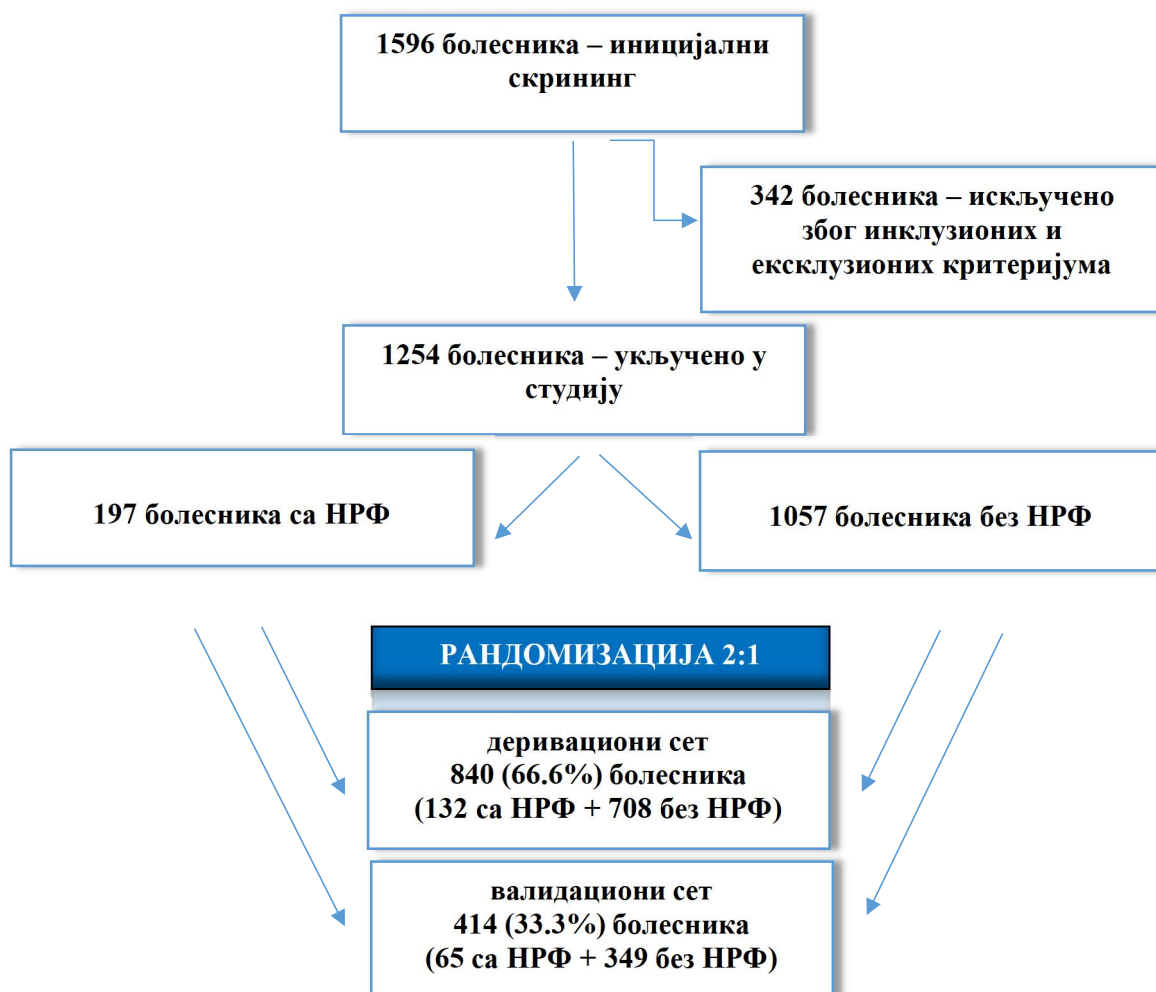 1596 болесника – иницијални
скрининг
342 болесника – искључено
због инклузионих и
ексклузионих критеријума
1254 болесника – укључено у
студију
197 болесника са НРФ
1057 болесника без НРФ
РАНДОМИЗАЦИЈА 2:1
деривациони сет
840 (66.6%) болесника
(132 са НРФ + 708 без НРФ)
валидациони сет
414 (33.3%) болесника
(65 са НРФ + 349 без НРФ)